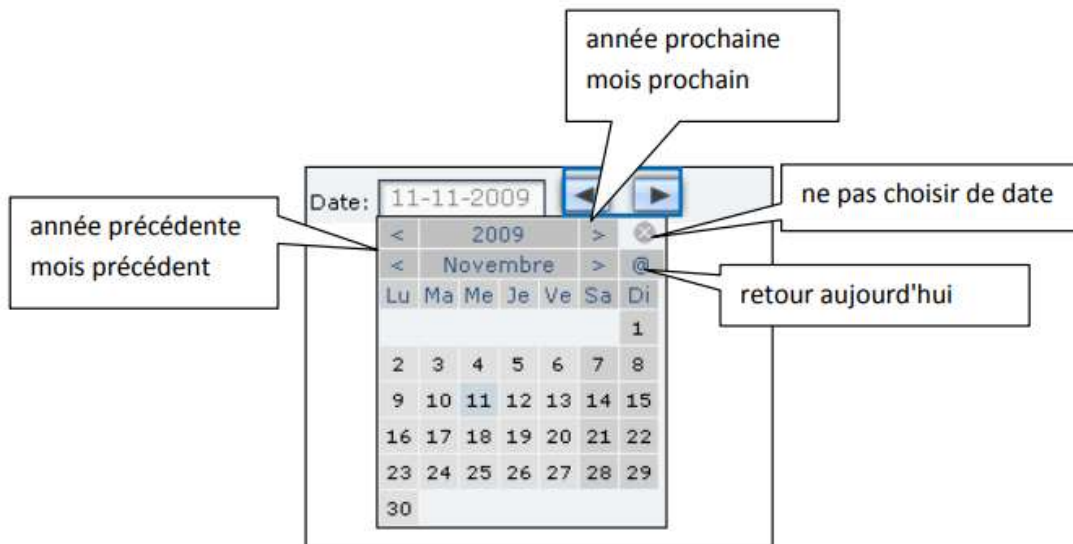 année prochaine
mois prochain
ne pas choisir de date
Date: 11-11-2009
année précédente
mois précédent
< 2009 >
< Novembre > @
retour aujourd'hui
Lu Ma Me Je Ve Sa Di
1
2 3 4 5 6 7 8
9 10 11 12 13 14 15
16 17 18 19 20 21 22
23 24 25 26 27 28 29
30